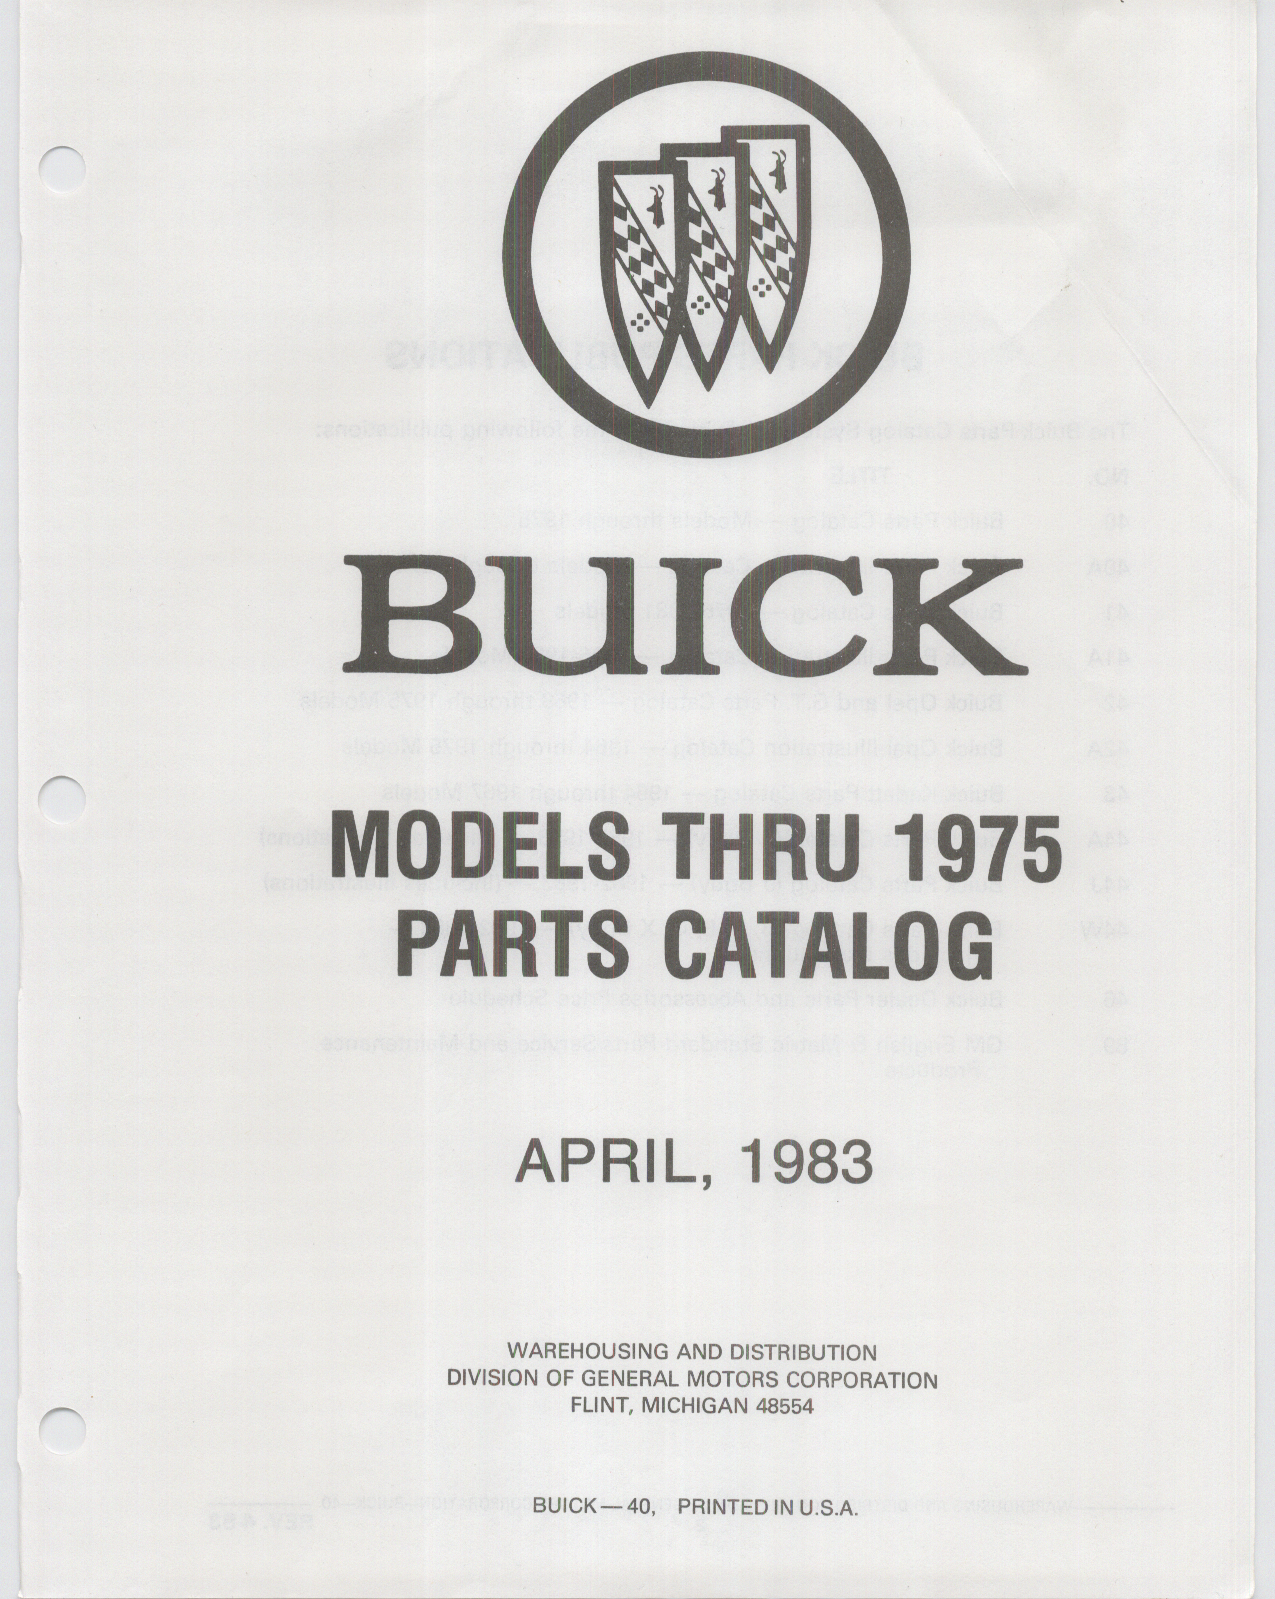 BUICK
MODELS THRU 1975
PARTS CATALOG
APRIL, 1983
WAREHOUSING AND DISTRIBUTION
DIVISION OF GENERAL MOTORS CORPORATION
FLINT, MICHIGAN 48554
BUICK—40, PRINTED IN U.S.A.